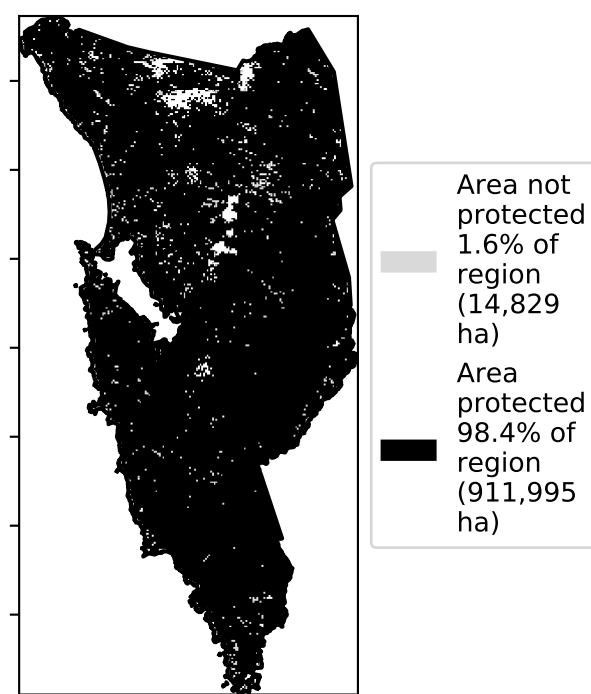 Area not
protected
1.6% of
region
(14,829
ha)
Area
protected
98.4% of
region
(911,995
ha)